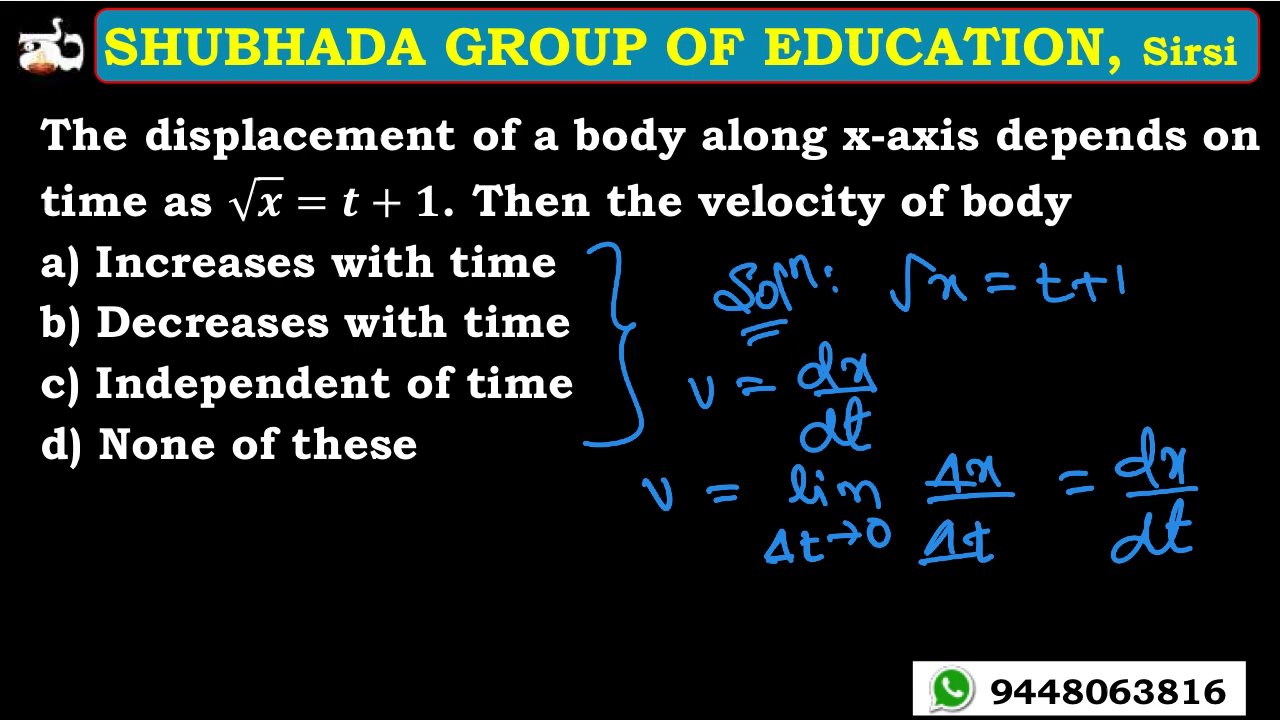 SHUBHADA GROUP OF EDUCATION, Sirsi
The displacement of a body along x-axis depends on
time as √x = t + 1. Then the velocity of body
a) Increases with time
b) Decreases with time
c) Independent of time
d) None of these
Solⁿ: √x = t+1
v = dx/dt
v = lim Δt→0 Δx/Δt = dx/dt
9448063816